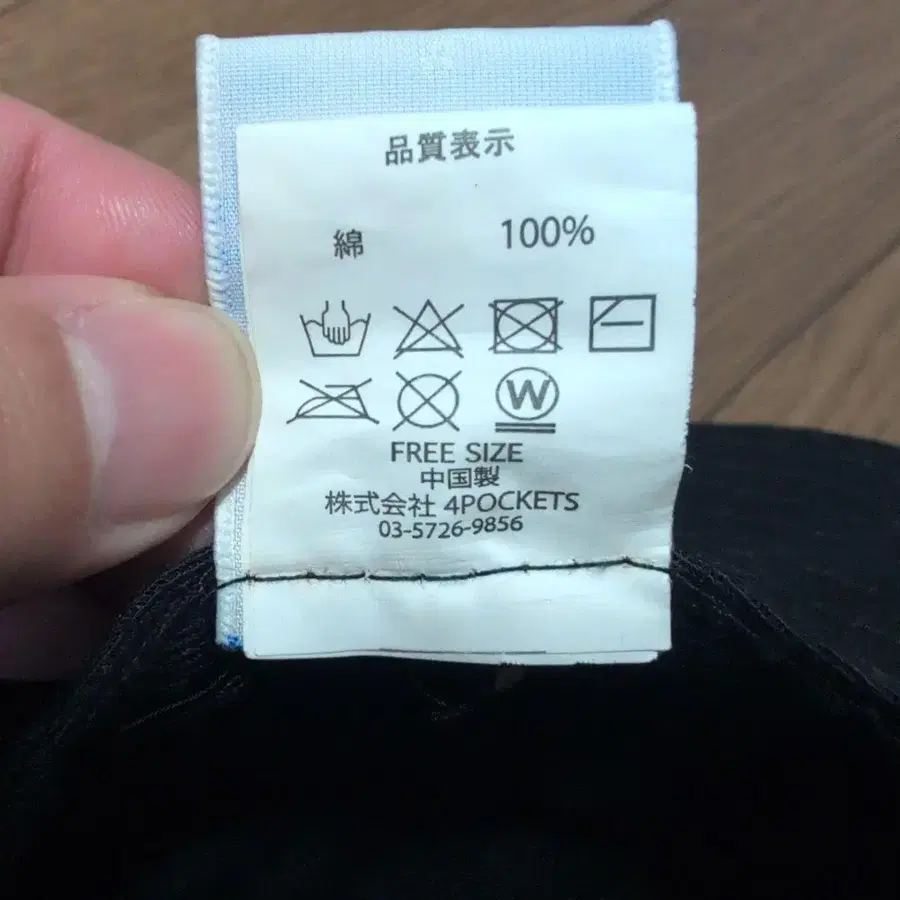 品質表示
綿 100%
W
FREE SIZE
中国製
株式会社 4POCKETS
03-5726-9856